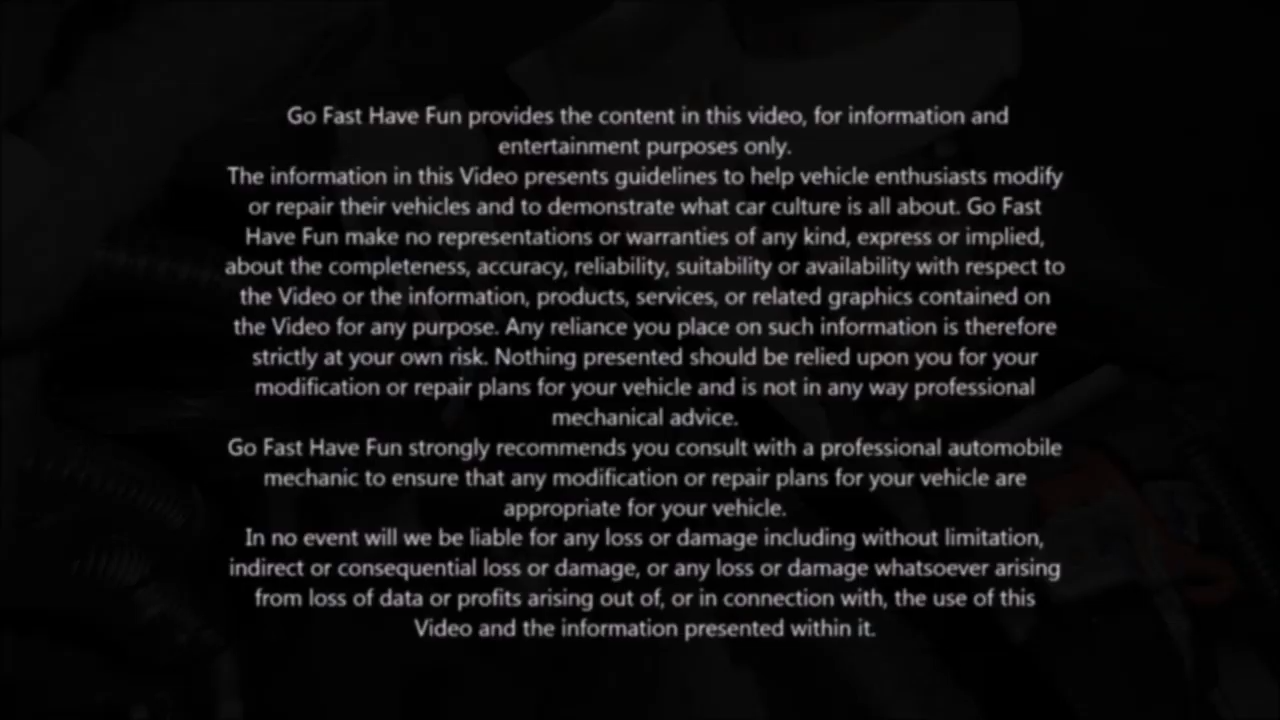 Go Fast Have Fun provides the content in this video, for information and
entertainment purposes only.
The information in this Video presents guidelines to help vehicle enthusiasts modify
or repair their vehicles and to demonstrate what car culture is all about. Go Fast
Have Fun make no representations or warranties of any kind, express or implied,
about the completeness, accuracy, reliability, suitability or availability with respect to
the Video or the information, products, services, or related graphics contained on
the Video for any purpose. Any reliance you place on such information is therefore
strictly at your own risk. Nothing presented should be relied upon you for your
modification or repair plans for your vehicle and is not in any way professional
mechanical advice.
Go Fast Have Fun strongly recommends you consult with a professional automobile
mechanic to ensure that any modification or repair plans for your vehicle are
appropriate for your vehicle.
In no event will we be liable for any loss or damage including without limitation,
indirect or consequential loss or damage, or any loss or damage whatsoever arising
from loss of data or profits arising out of, or in connection with, the use of this
Video and the information presented within it.